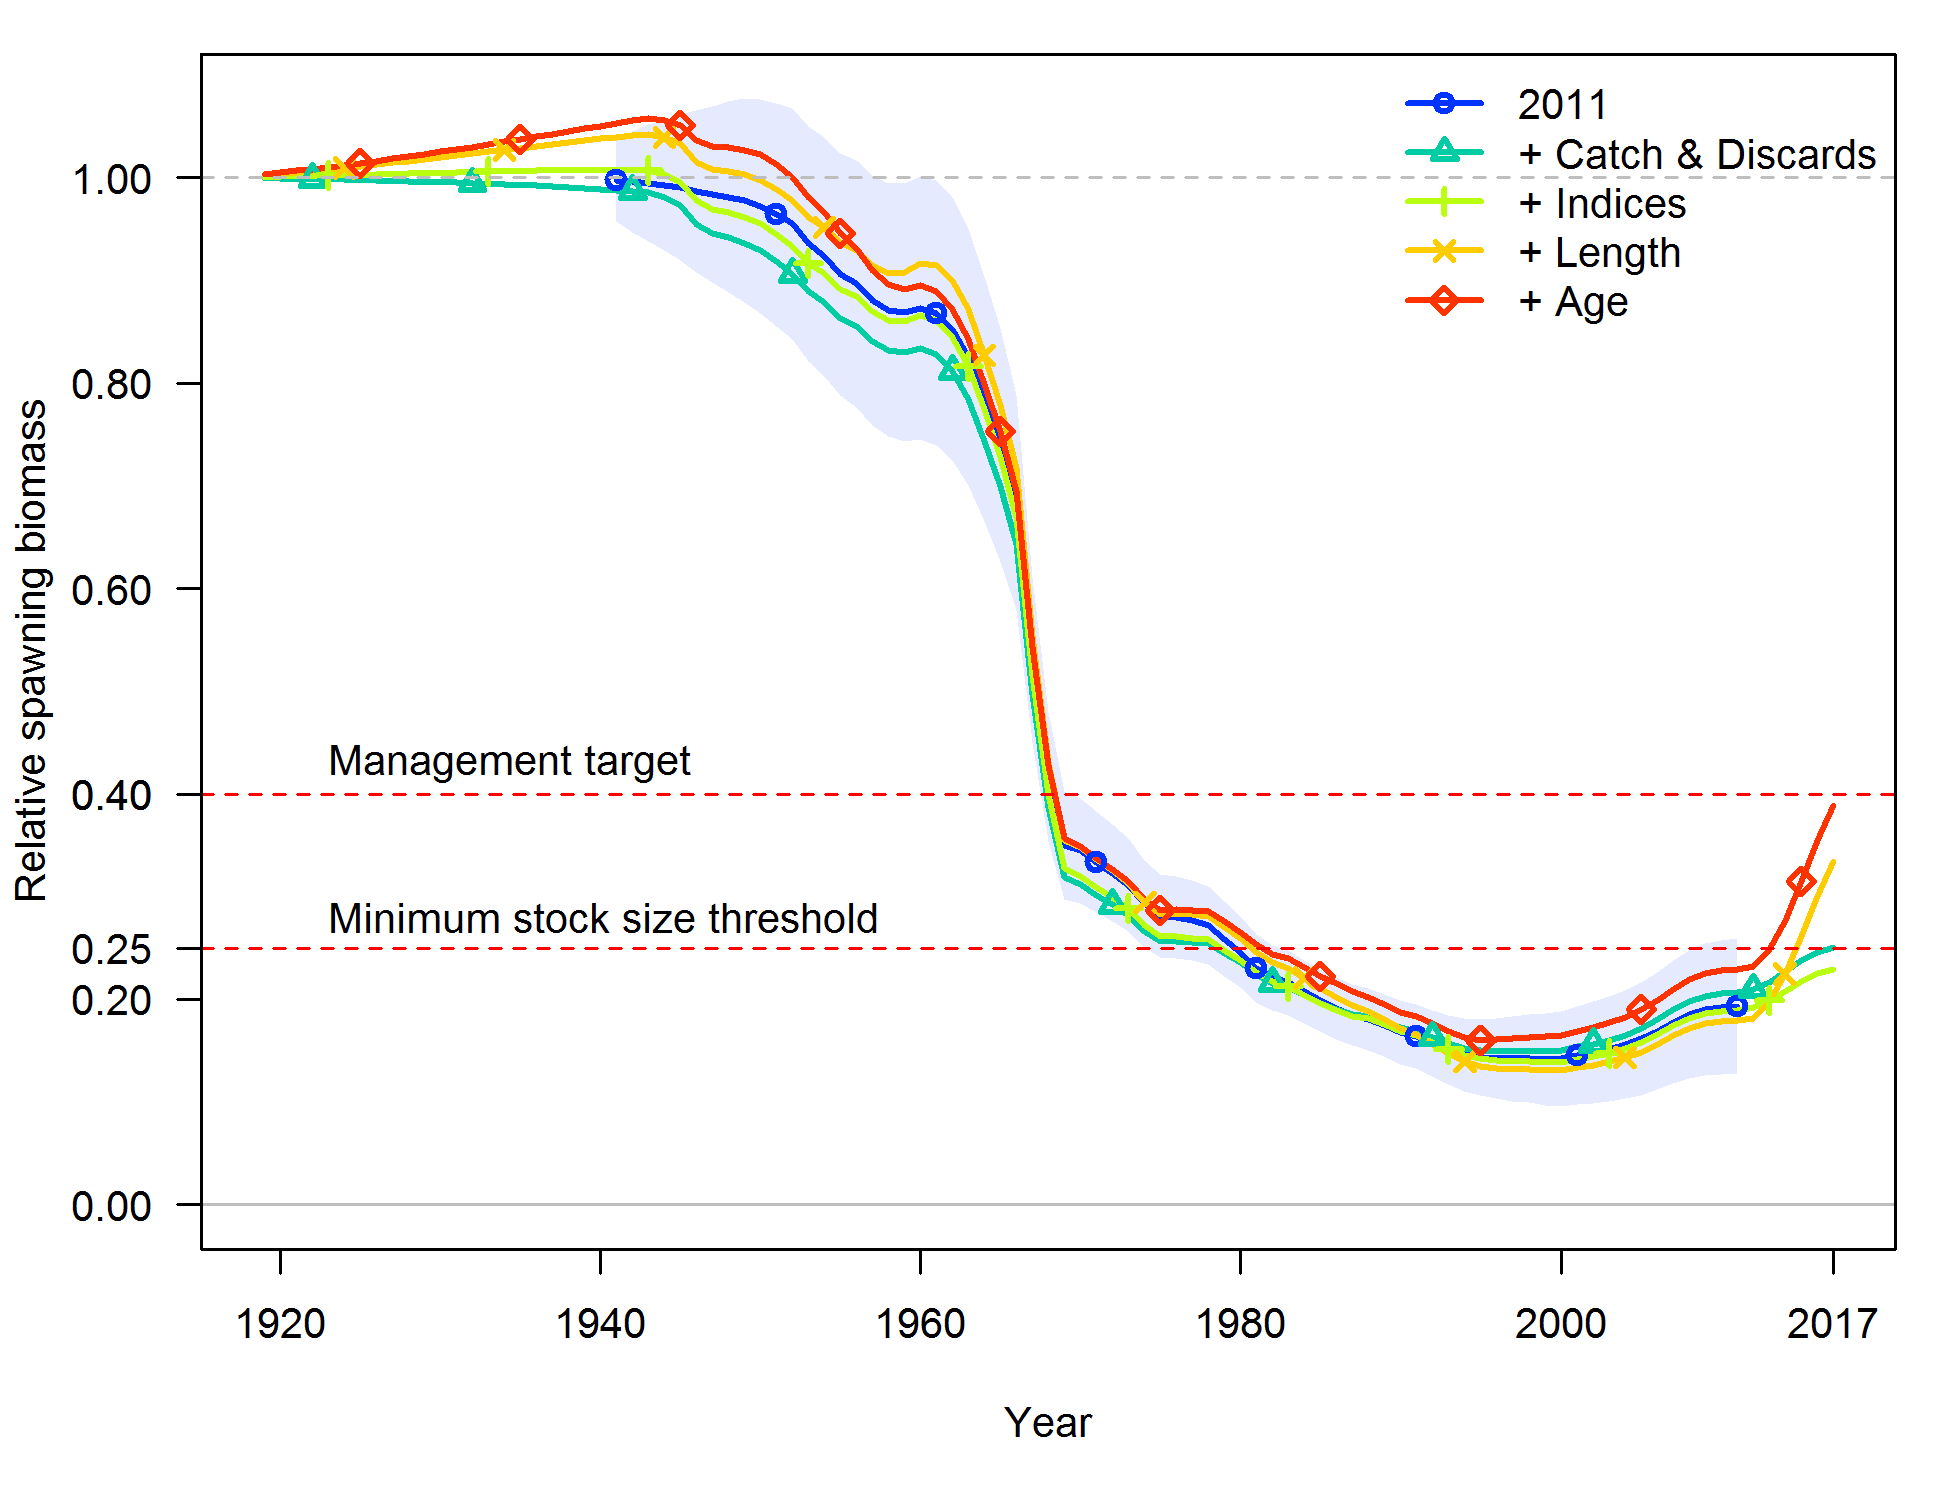 2011
+ Catch & Discards
+ Indices
+ Length
+ Age
1.00
0.80
0.60
0.40
0.25
0.20
0.00
Relative spawning biomass
Management target
Minimum stock size threshold
1920
1940
1960
1980
2000
2017
Year